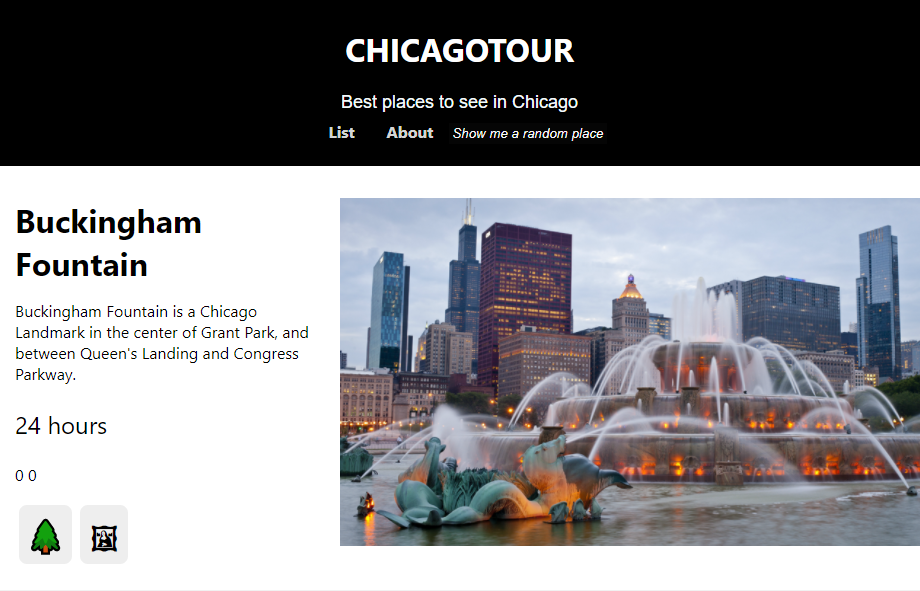 CHICAGOTOUR
Best places to see in Chicago
List About Show me a random place
Buckingham
Fountain
Buckingham Fountain is a Chicago
Landmark in the center of Grant Park, and
between Queen's Landing and Congress
Parkway.
24 hours
0 0